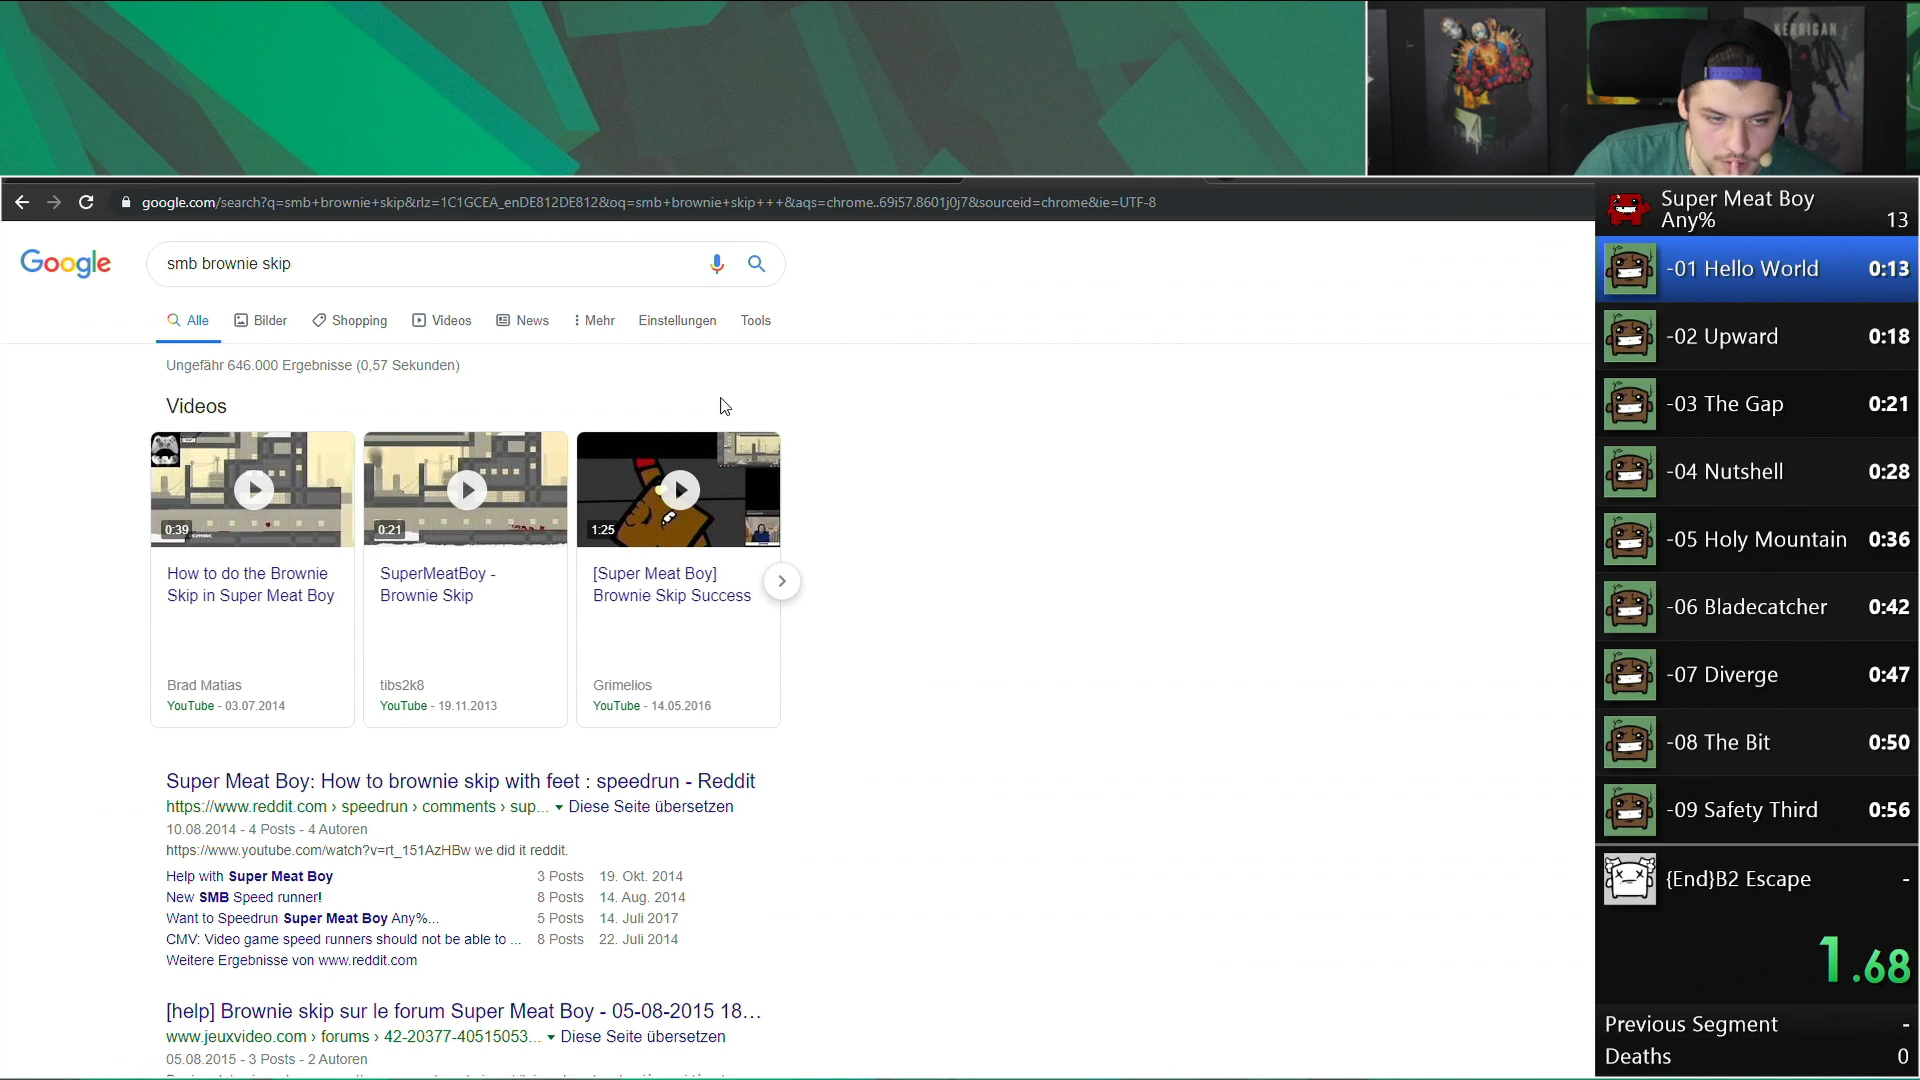 KERRIGAN
google.com/search?q=smb+brownie+skip&rlz=1C1GCEA_enDE812DE812&oq=smb+brownie+skip+++&aqs=chrome..69i57.8601j0j7&sourceid=chrome&ie=UTF-8
Google
smb brownie skip
Alle Bilder Shopping Videos News Mehr Einstellungen Tools
Ungefähr 646.000 Ergebnisse (0,57 Sekunden)
Videos
0:39 0:21 1:25
How to do the Brownie
Skip in Super Meat Boy
Brad Matias
YouTube - 03.07.2014
SuperMeatBoy -
Brownie Skip
tibs2k8
YouTube - 19.11.2013
[Super Meat Boy]
Brownie Skip Success
Grimelios
YouTube - 14.05.2016
Super Meat Boy: How to brownie skip with feet : speedrun - Reddit
https://www.reddit.com › speedrun › comments › sup... Diese Seite übersetzen
10.08.2014 - 4 Posts - 4 Autoren
https://www.youtube.com/watch?v=rt_151AzHBw we did it reddit.
Help with Super Meat Boy 3 Posts 19. Okt. 2014
New SMB Speed runner! 8 Posts 14. Aug. 2014
Want to Speedrun Super Meat Boy Any%... 5 Posts 14. Juli 2017
CMV: Video game speed runners should not be able to ... 8 Posts 22. Juli 2014
Weitere Ergebnisse von www.reddit.com
[help] Brownie skip sur le forum Super Meat Boy - 05-08-2015 18...
www.jeuxvideo.com › forums › 42-20377-40515053... Diese Seite übersetzen
05.08.2015 - 3 Posts - 2 Autoren
Super Meat Boy
Any% 13
-01 Hello World 0:13
-02 Upward 0:18
-03 The Gap 0:21
-04 Nutshell 0:28
-05 Holy Mountain 0:36
-06 Bladecatcher 0:42
-07 Diverge 0:47
-08 The Bit 0:50
-09 Safety Third 0:56
{End}B2 Escape -
1.68
Previous Segment -
Deaths 0